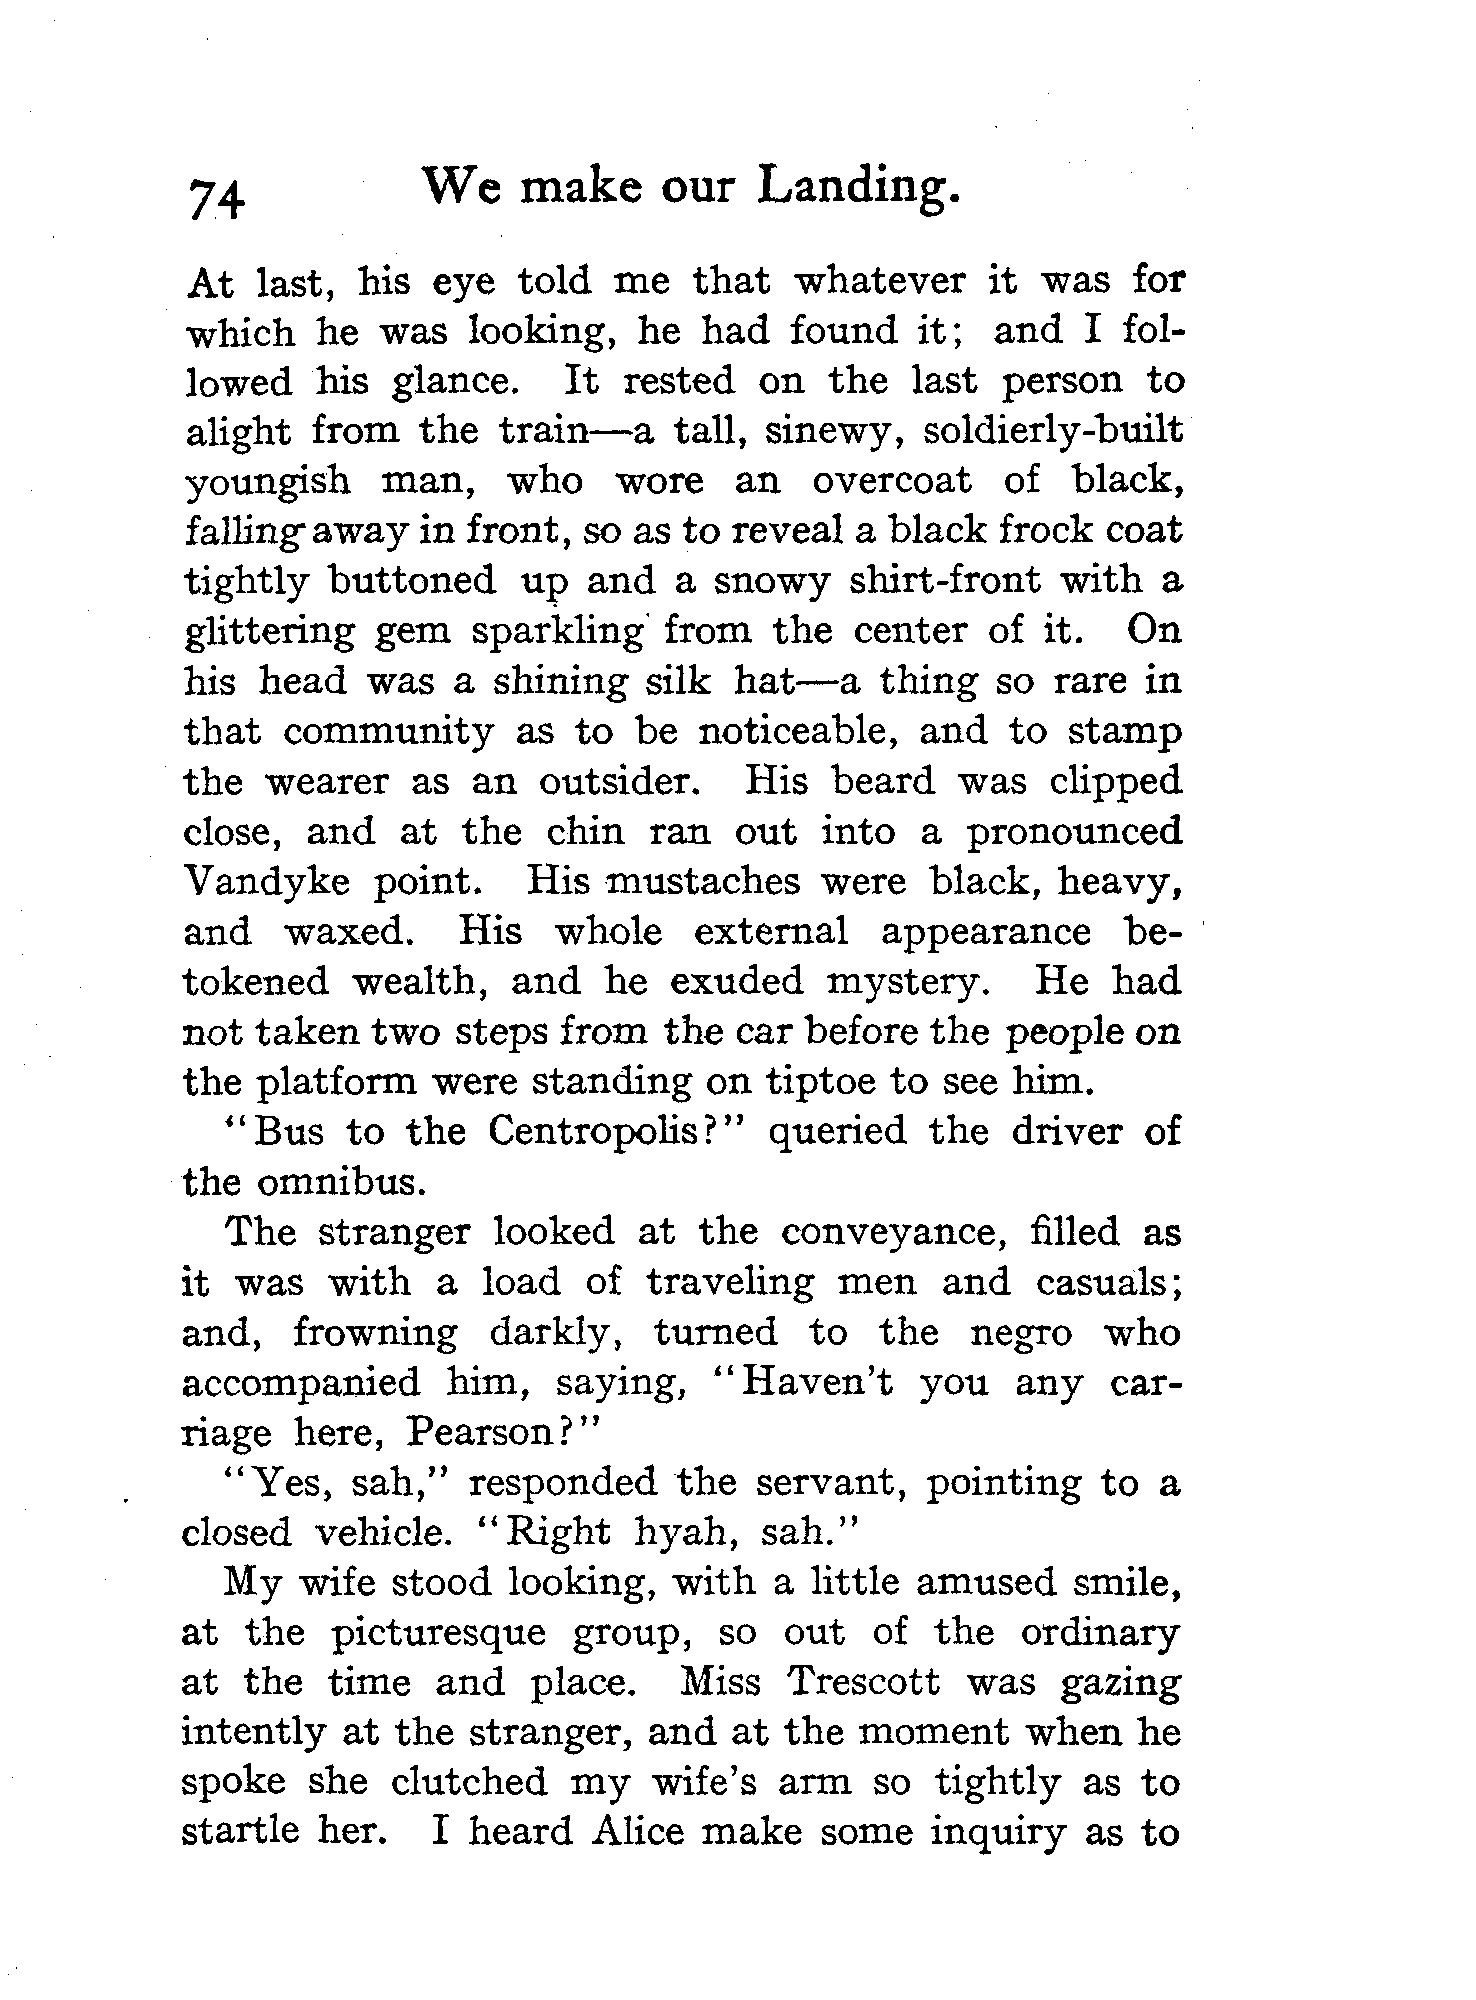 74 We make our Landing.
At last, his eye told me that whatever it was for
which he was looking, he had found it; and I fol-
lowed his glance. It rested on the last person to
alight from the train—a tall, sinewy, soldierly-built
youngish man, who wore an overcoat of black,
falling away in front, so as to reveal a black frock coat
tightly buttoned up and a snowy shirt-front with a
glittering gem sparkling from the center of it. On
his head was a shining silk hat—a thing so rare in
that community as to be noticeable, and to stamp
the wearer as an outsider. His beard was clipped
close, and at the chin ran out into a pronounced
Vandyke point. His mustaches were black, heavy,
and waxed. His whole external appearance be-
tokened wealth, and he exuded mystery. He had
not taken two steps from the car before the people on
the platform were standing on tiptoe to see him.
"Bus to the Centropolis?" queried the driver of
the omnibus.
The stranger looked at the conveyance, filled as
it was with a load of traveling men and casuals;
and, frowning darkly, turned to the negro who
accompanied him, saying, "Haven't you any car-
riage here, Pearson?"
"Yes, sah," responded the servant, pointing to a
closed vehicle. "Right hyah, sah."
My wife stood looking, with a little amused smile,
at the picturesque group, so out of the ordinary
at the time and place. Miss Trescott was gazing
intently at the stranger, and at the moment when he
spoke she clutched my wife's arm so tightly as to
startle her. I heard Alice make some inquiry as to